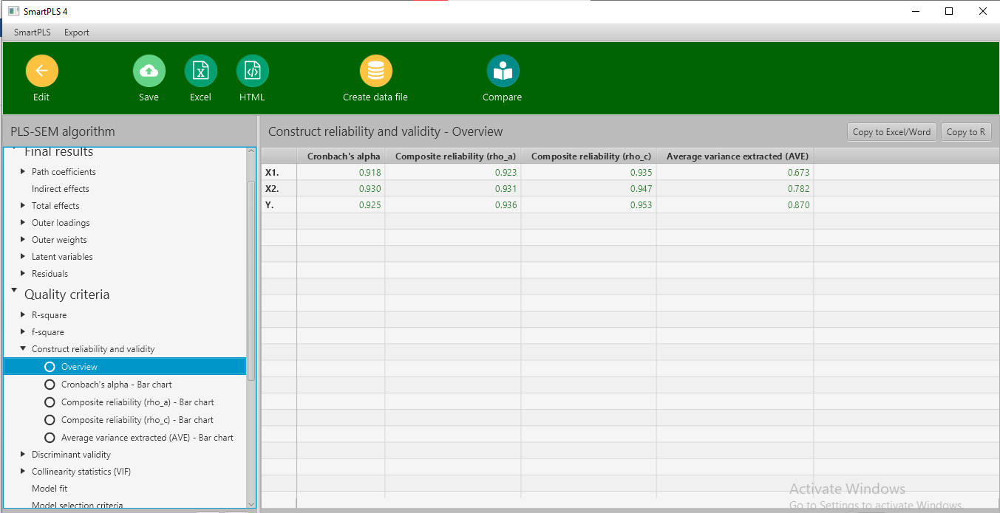 SmartPLS 4
SmartPLS Export
Edit Save Excel HTML Create data file Compare
PLS-SEM algorithm
Final results
Path coefficients
Indirect effects
Total effects
Outer loadings
Outer weights
Latent variables
Residuals
Quality criteria
R-square
f-square
Construct reliability and validity
Overview
Cronbach's alpha - Bar chart
Composite reliability (rho_a) - Bar chart
Composite reliability (rho_c) - Bar chart
Average variance extracted (AVE) - Bar chart
Discriminant validity
Collinearity statistics (VIF)
Model fit
Model selection criteria
Construct reliability and validity - Overview Copy to Excel/Word Copy to R
Cronbach's alpha Composite reliability (rho_a) Composite reliability (rho_c) Average variance extracted (AVE)
X1. 0.918 0.923 0.935 0.673
X2. 0.930 0.931 0.947 0.782
Y. 0.925 0.936 0.953 0.870
Activate Windows
Go to Settings to activate Windows.